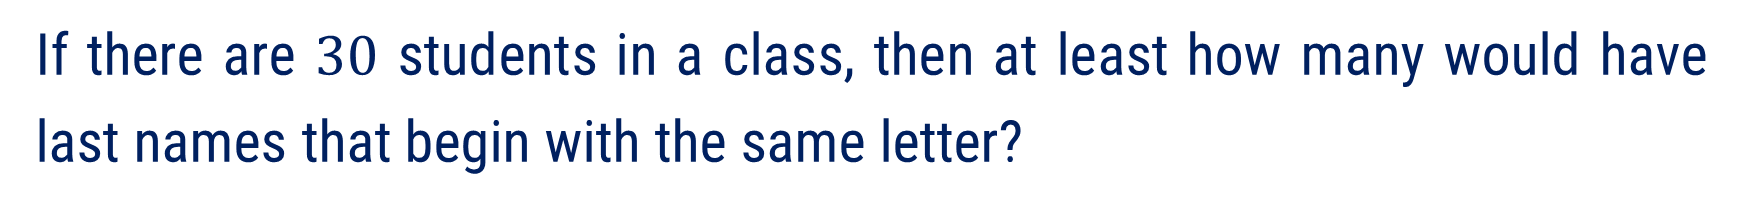 If there are 30 students in a class, then at least how many would have
last names that begin with the same letter?